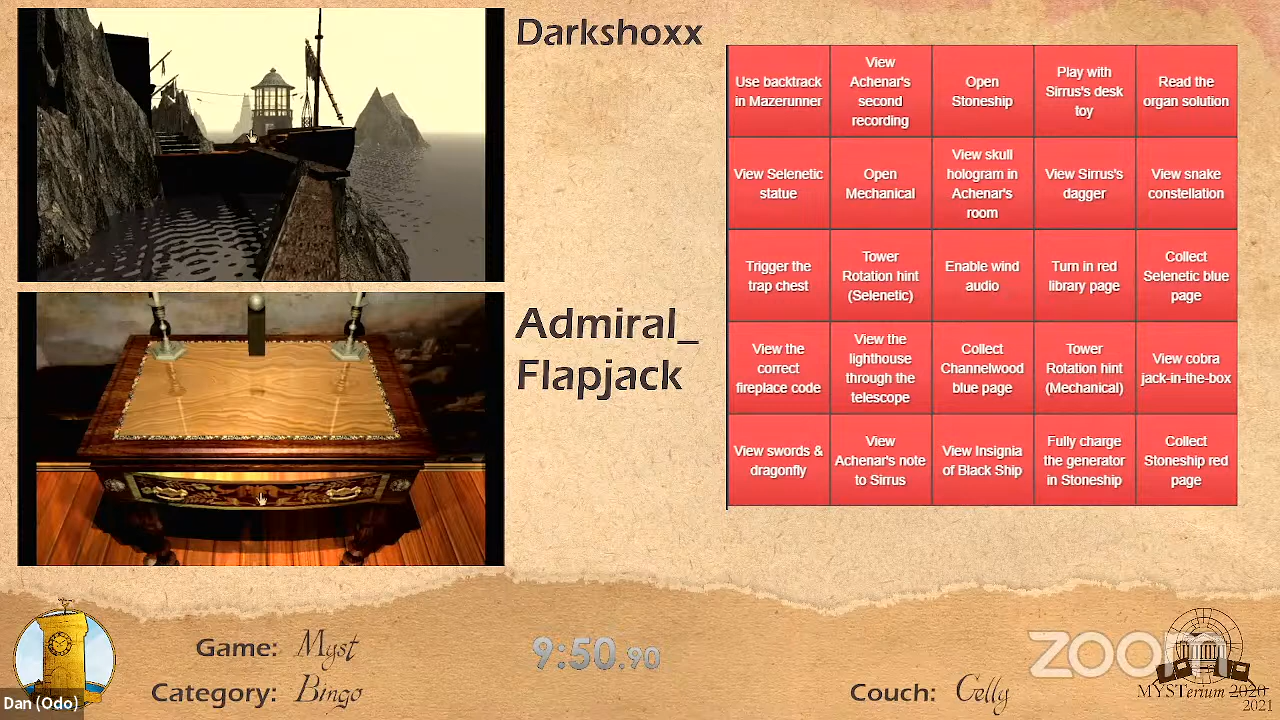 Darkshoxx
Admiral_
Flapjack
Use backtrack
in Mazerunner
View
Achenar's
second
recording
Open
Stoneship
Play with
Sirrus's desk
toy
Read the
organ solution
View Selenetic
statue
Open
Mechanical
View skull
hologram in
Achenar's
room
View Sirrus's
dagger
View snake
constellation
Trigger the
trap chest
Tower
Rotation hint
(Selenetic)
Enable wind
audio
Turn in red
library page
Collect
Selenetic blue
page
View the
correct
fireplace code
View the
lighthouse
through the
telescope
Collect
Channelwood
blue page
Tower
Rotation hint
(Mechanical)
View cobra
jack-in-the-box
View swords &
dragonfly
View
Achenar's note
to Sirrus
View Insignia
of Black Ship
Fully charge
the generator
in Stoneship
Collect
Stoneship red
page
Game: Myst
Category: Bingo
9:50.90
Couch: Celly
zoom
MYSTerium 2020
2021
Dan (Odo)